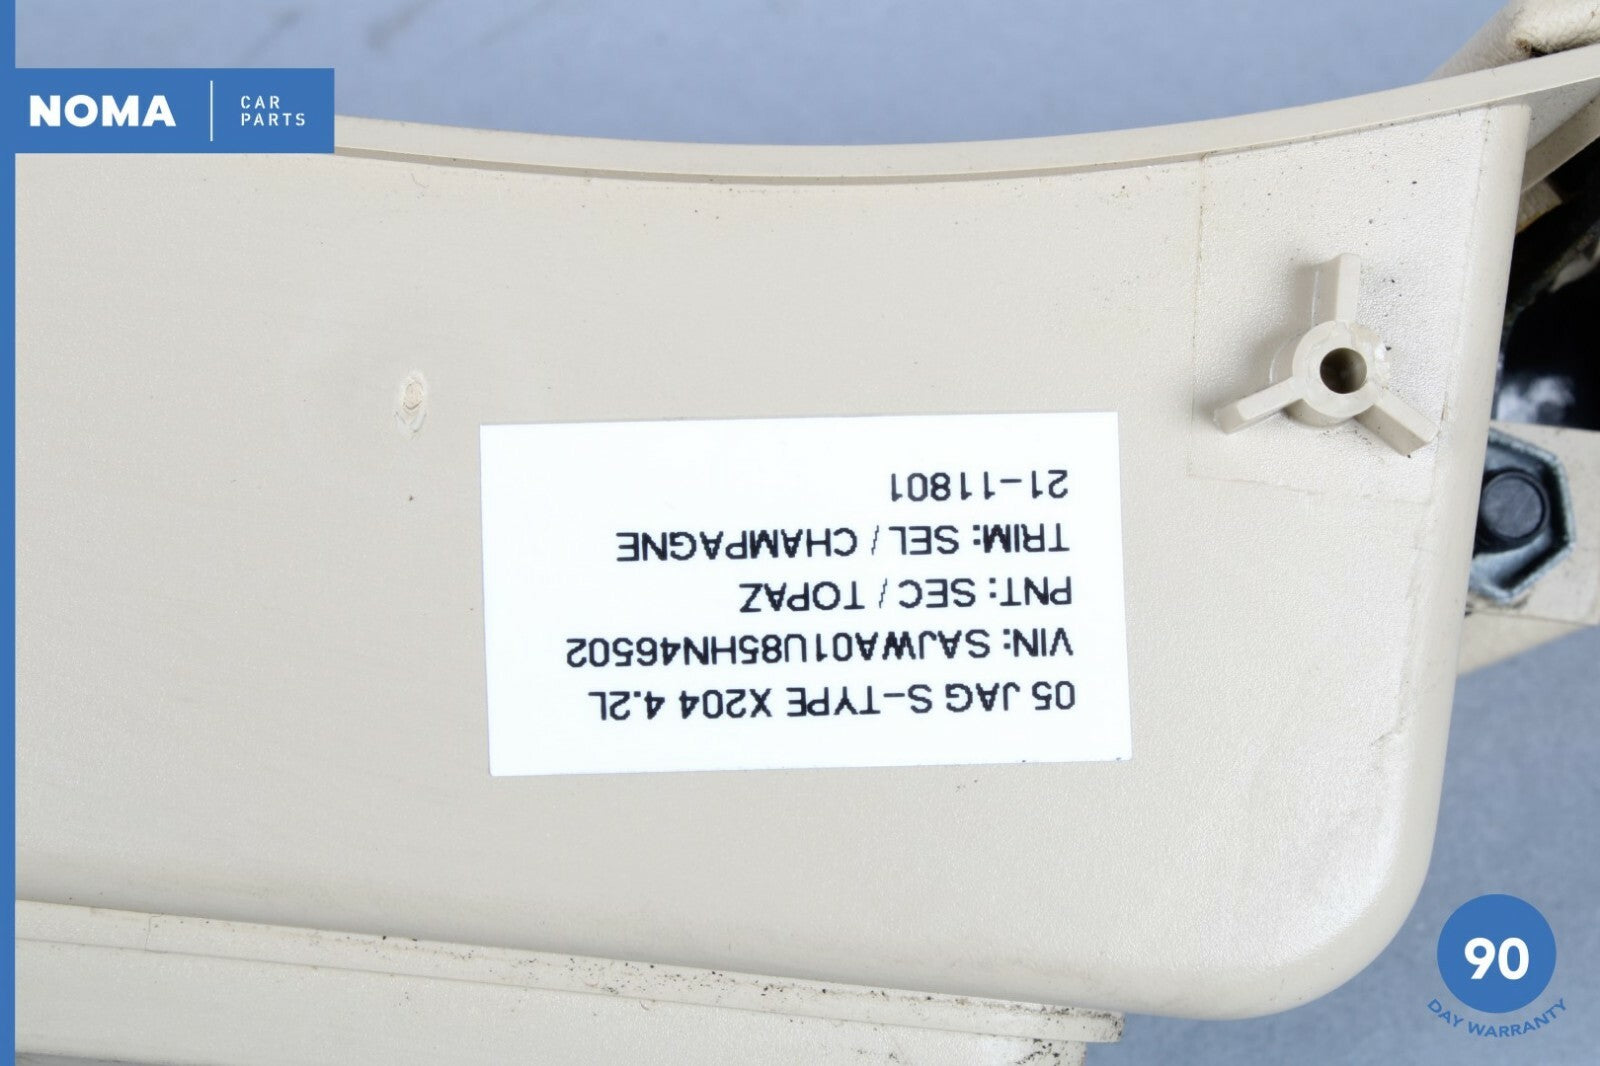 NOMA
CAR
PARTS
05 JAG S-TYPE X204 4.2L
VIN: SAJWA01U85HN46502
PNT: SEC / TOPAZ
TRIM: SEL / CHAMPAGNE
21-11801
90
DAY WARRANTY